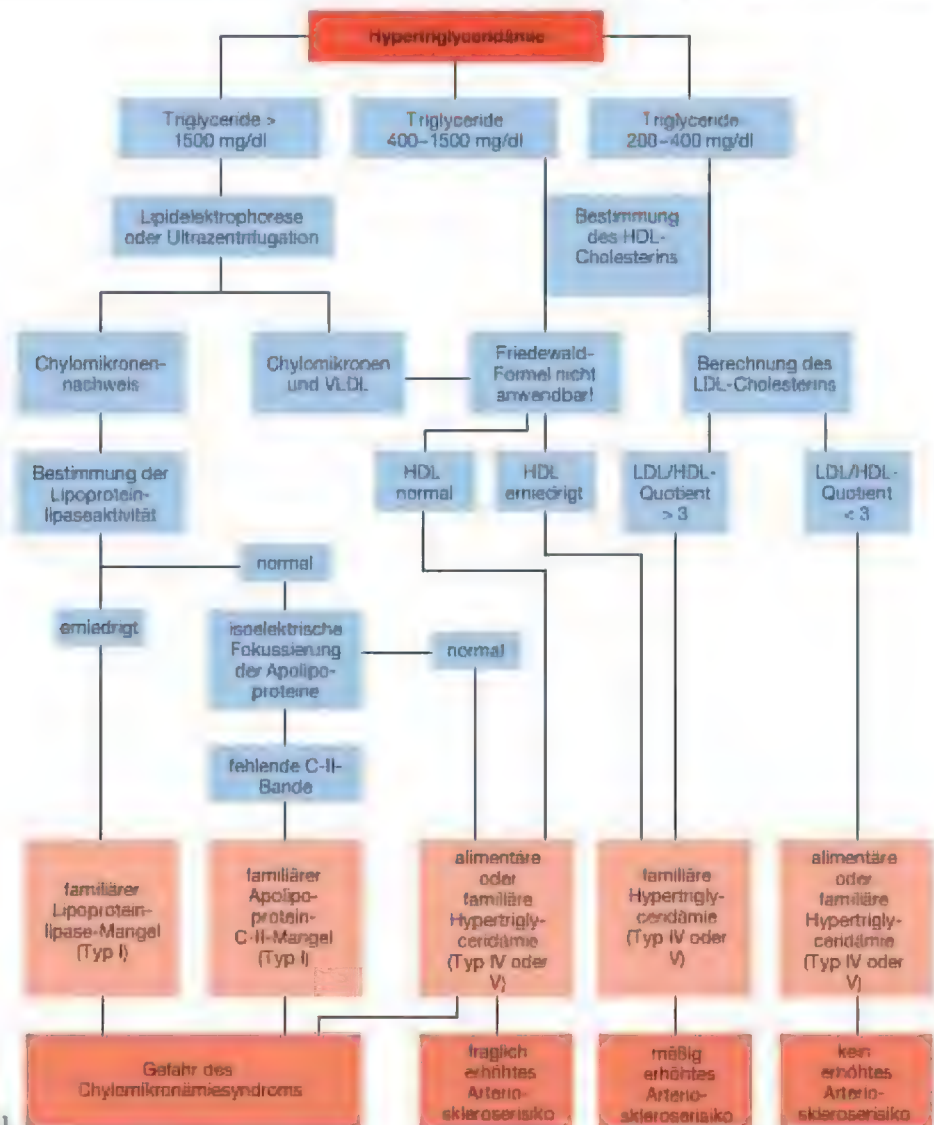 Hypertriglyceridämie
Triglyceride >
1500 mg/dl
Triglyceride
400–1500 mg/dl
Triglyceride
200–400 mg/dl
Lipidelektrophorese
oder Ultrazentrifugation
Bestimmung
des HDL-
Cholesterins
Chylomikronen-
nachweis
Chylomikronen
und VLDL
Friedewald-
Formel nicht
anwendbar!
Berechnung des
LDL-Cholesterins
Bestimmung der
Lipoprotein-
lipaseaktivität
HDL
normal
HDL
erniedrigt
LDL/HDL-
Quotient
> 3
LDL/HDL-
Quotient
< 3
normal
erniedrigt
isoelektrische
Fokussierung
der Apolipo-
proteine
normal
fehlende C-II-
Bande
familiärer
Lipoprotein-
lipase-Mangel
(Typ I)
familiärer
Apolipo-
protein-
C-II-Mangel
(Typ I)
alimentäre
oder
familiäre
Hypertrigly-
ceridämie
(Typ IV oder
V)
familiäre
Hypertrigly-
ceridämie
(Typ IV oder
V)
alimentäre
oder
familiäre
Hypertrigly-
ceridämie
(Typ IV oder
V)
Gefahr des
Chylomikronämiesyndroms
fraglich
erhöhtes
Arterio-
skleroserisiko
mäßig
erhöhtes
Arterio-
skleroserisiko
kein
erhöhtes
Arterio-
skleroserisiko
1